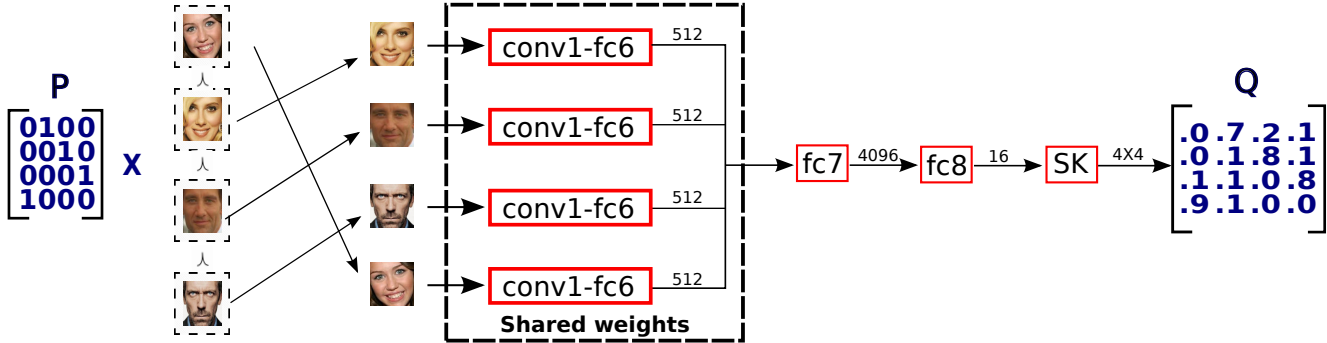 P
0100
0010
0001
1000
X
conv1-fc6
512
conv1-fc6
512
conv1-fc6
512
conv1-fc6
512
Shared weights
fc7
4096
fc8
16
SK
4X4
Q
.0 .7 .2 .1
.0 .1 .8 .1
.1 .1 .0 .8
.9 .1 .0 .0